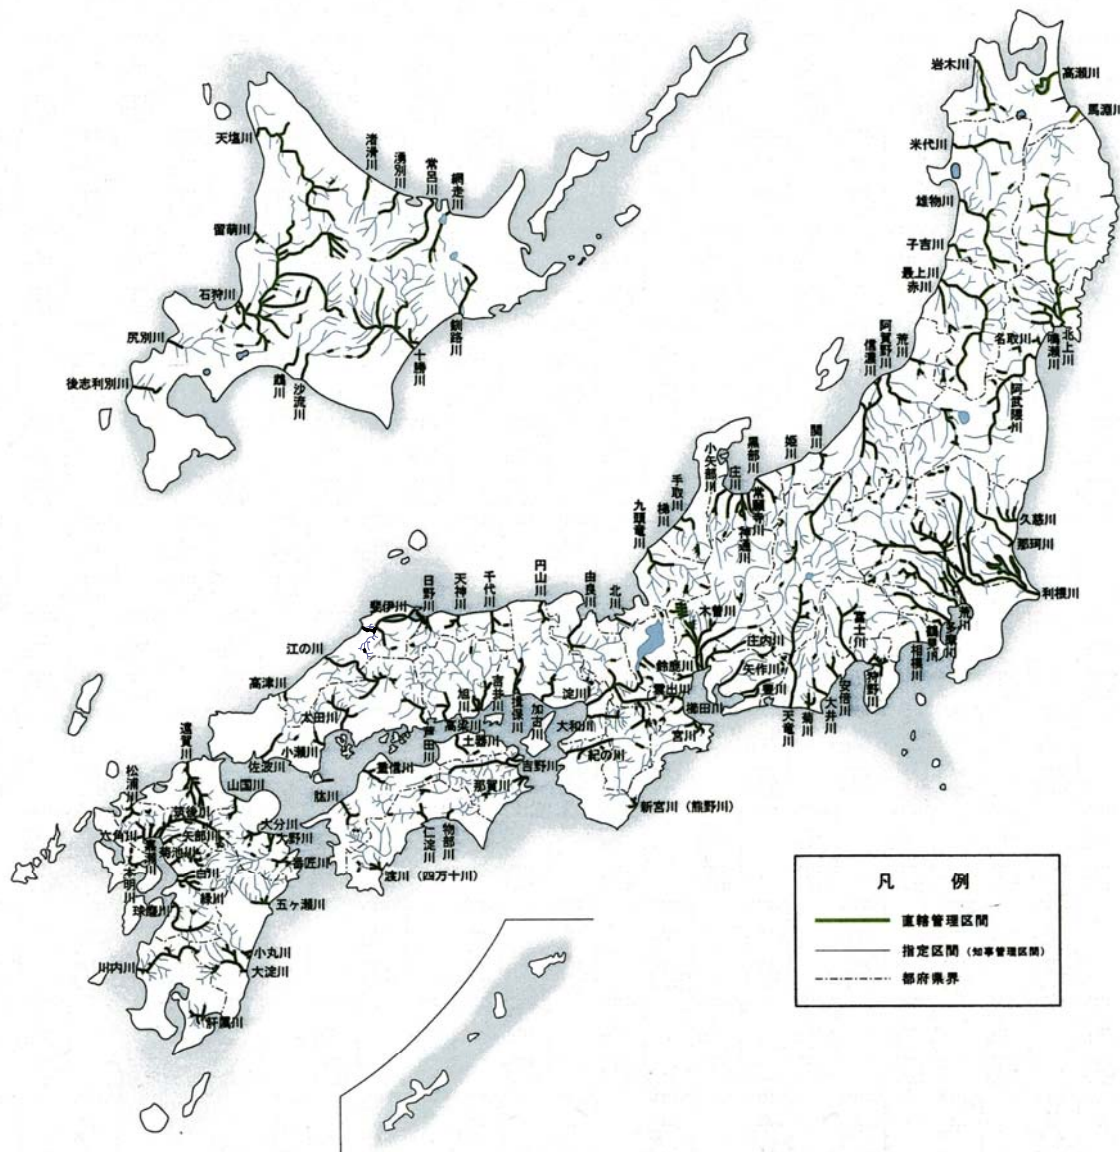 天塩川
渚滑川
湧別川
常呂川
網走川
留萌川
石狩川
尻別川
後志利別川
鵡川
沙流川
十勝川
釧路川
岩木川
高瀬川
馬淵川
米代川
雄物川
子吉川
最上川
赤川
荒川
阿賀野川
信濃川
名取川
鳴瀬川
北上川
阿武隈川
関川
姫川
黒部川
常願寺川
神通川
庄川
小矢部川
手取川
梯川
九頭竜川
久慈川
那珂川
利根川
荒川
多摩川
鶴見川
相模川
富士川
狩野川
安倍川
大井川
菊川
天竜川
豊川
矢作川
庄内川
木曽川
鈴鹿川
雲出川
櫛田川
宮川
北川
由良川
円山川
千代川
天神川
日野川
斐伊川
江の川
高津川
淀川
大和川
紀の川
新宮川（熊野川）
加古川
揖保川
吉井川
旭川
高梁川
芦田川
太田川
小瀬川
佐波川
土器川
吉野川
那賀川
重信川
肱川
物部川
仁淀川
渡川（四万十川）
遠賀川
山国川
松浦川
筑後川
六角川
嘉瀬川
矢部川
菊池川
本明川
白川
緑川
球磨川
大分川
大野川
番匠川
五ヶ瀬川
小丸川
大淀川
川内川
肝属川
凡 例
直轄管理区間
指定区間（知事管理区間）
都府県界